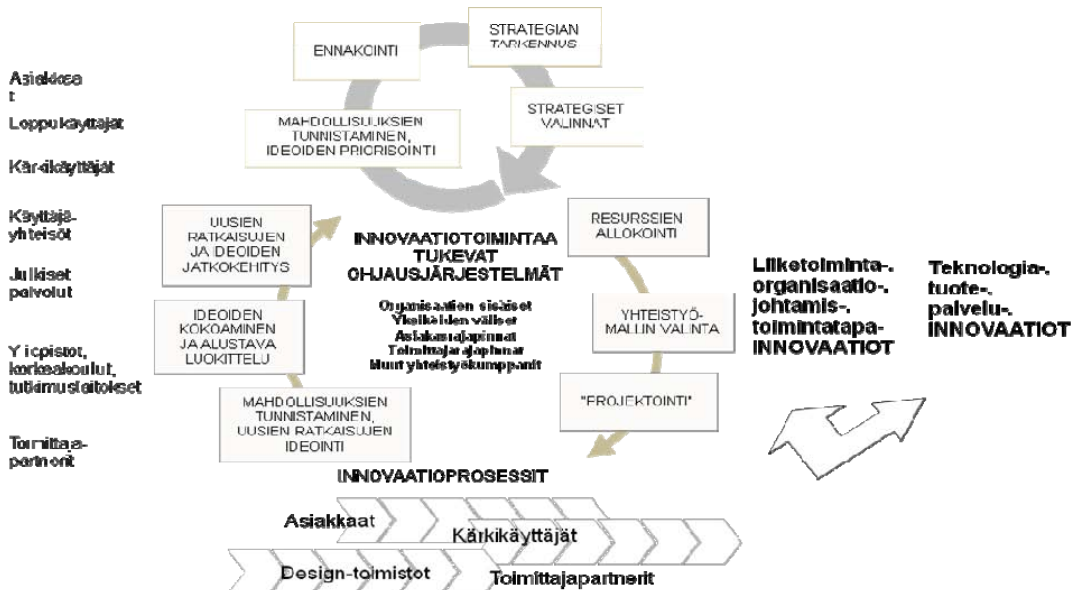 Asiakkaa
t
Loppukäyttäjät
Kärkikäyttäjät
Käyttäjä-
yhteisöt
Julkiset
palvelut
korkeakoulut,
tutkimuslaitokset
Toimittaja-
partnerit
ENNAKOINTI
STRATEGIAN
TARKENNUS
STRATEGISET
VALINNAT
MAHDOLLISUUKSIEN
TUNNISTAMINEN,
IDEOIDEN PRIORISOINTI
UUSIEN
RATKAISUJEN
JA IDEOIDEN
JATKOKEHITYS
IDEOIDEN
KOKOAMINEN
JA ALUSTAVA
LUOKITTELU
MAHDOLLISUUKSIEN
TUNNISTAMINEN,
UUSIEN RATKAISUJEN
IDEOINTI
INNOVAATIOTOIMINTAA
TUKEVAT
OHJAUSJÄRJESTELMÄT
Organisaation sisäiset
Yksiköiden väliset
Asiakasrajapinnat
Toimittajarajapinnat
Muut yhteistyökumppanit
RESURSSIEN
ALLOKOINTI
YHTEISTYÖ-
MALLIN VALINTA
"PROJEKTOINTI"
Liiketoiminta-,
organisaatio-,
johtamis-,
toimintatapa-
INNOVAATIOT
Teknologia-,
tuote-,
palvelu-,
INNOVAATIOT
INNOVAATIOPROSESSIT
Asiakkaat
Kärkikäyttäjät
Design-toimistot
Toimittajapartnerit